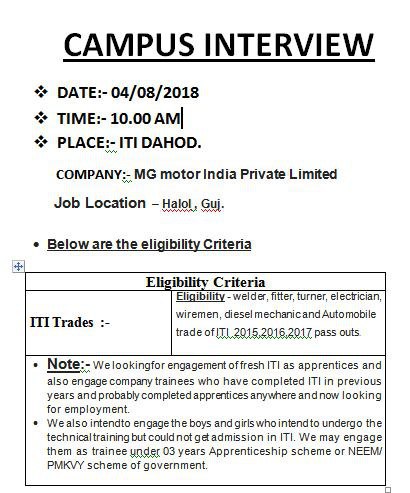 CAMPUS INTERVIEW
❖ DATE:- 04/08/2018
❖ TIME:- 10.00 AM
❖ PLACE:- ITI DAHOD.
COMPANY:- MG motor India Private Limited
Job Location – Halol, Guj.
• Below are the eligibility Criteria
Eligibility Criteria
ITI Trades :-
Eligibility - welder, fitter, turner, electrician,
wiremen, diesel mechanic and Automobile
trade of ITI 2015,2016,2017 pass outs.
• Note:- We looking for engagement of fresh ITI as apprentices and
also engage company trainees who have completed ITI in previous
years and probably completed apprentices anywhere and now looking
for employment.
• We also intend to engage the boys and girls who intend to undergo the
technical training but could not get admission in ITI. We may engage
them as trainee under 03 years Apprenticeship scheme or NEEM/
PMKVY scheme of government.